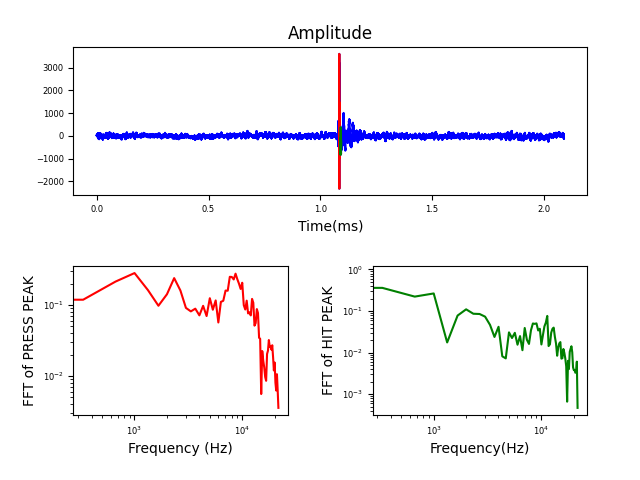 Amplitude
3000
2000
1000
0
−1000
−2000
0.0 0.5 1.0 1.5 2.0
Time(ms)
FFT of PRESS PEAK
10⁻¹
10⁻²
10³ 10⁴
Frequency (Hz)
FFT of HIT PEAK
10⁰
10⁻¹
10⁻²
10⁻³
10³ 10⁴
Frequency(Hz)